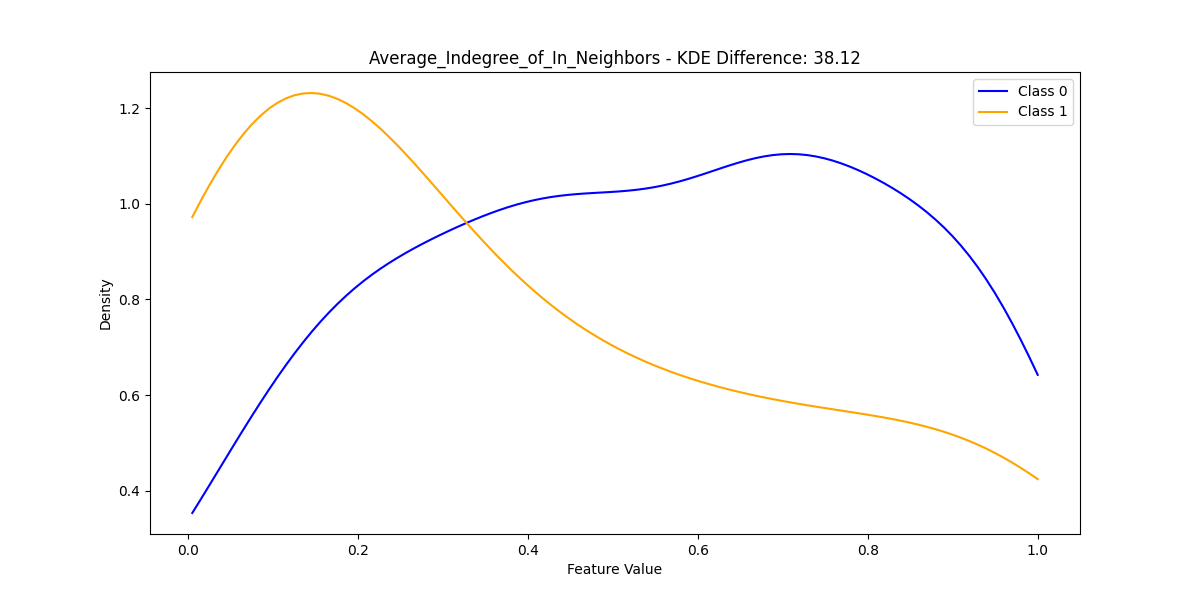 Average_Indegree_of_In_Neighbors - KDE Difference: 38.12
Class 0
Class 1
1.2
1.0
0.8
0.6
0.4
Density
0.0 0.2 0.4 0.6 0.8 1.0
Feature Value